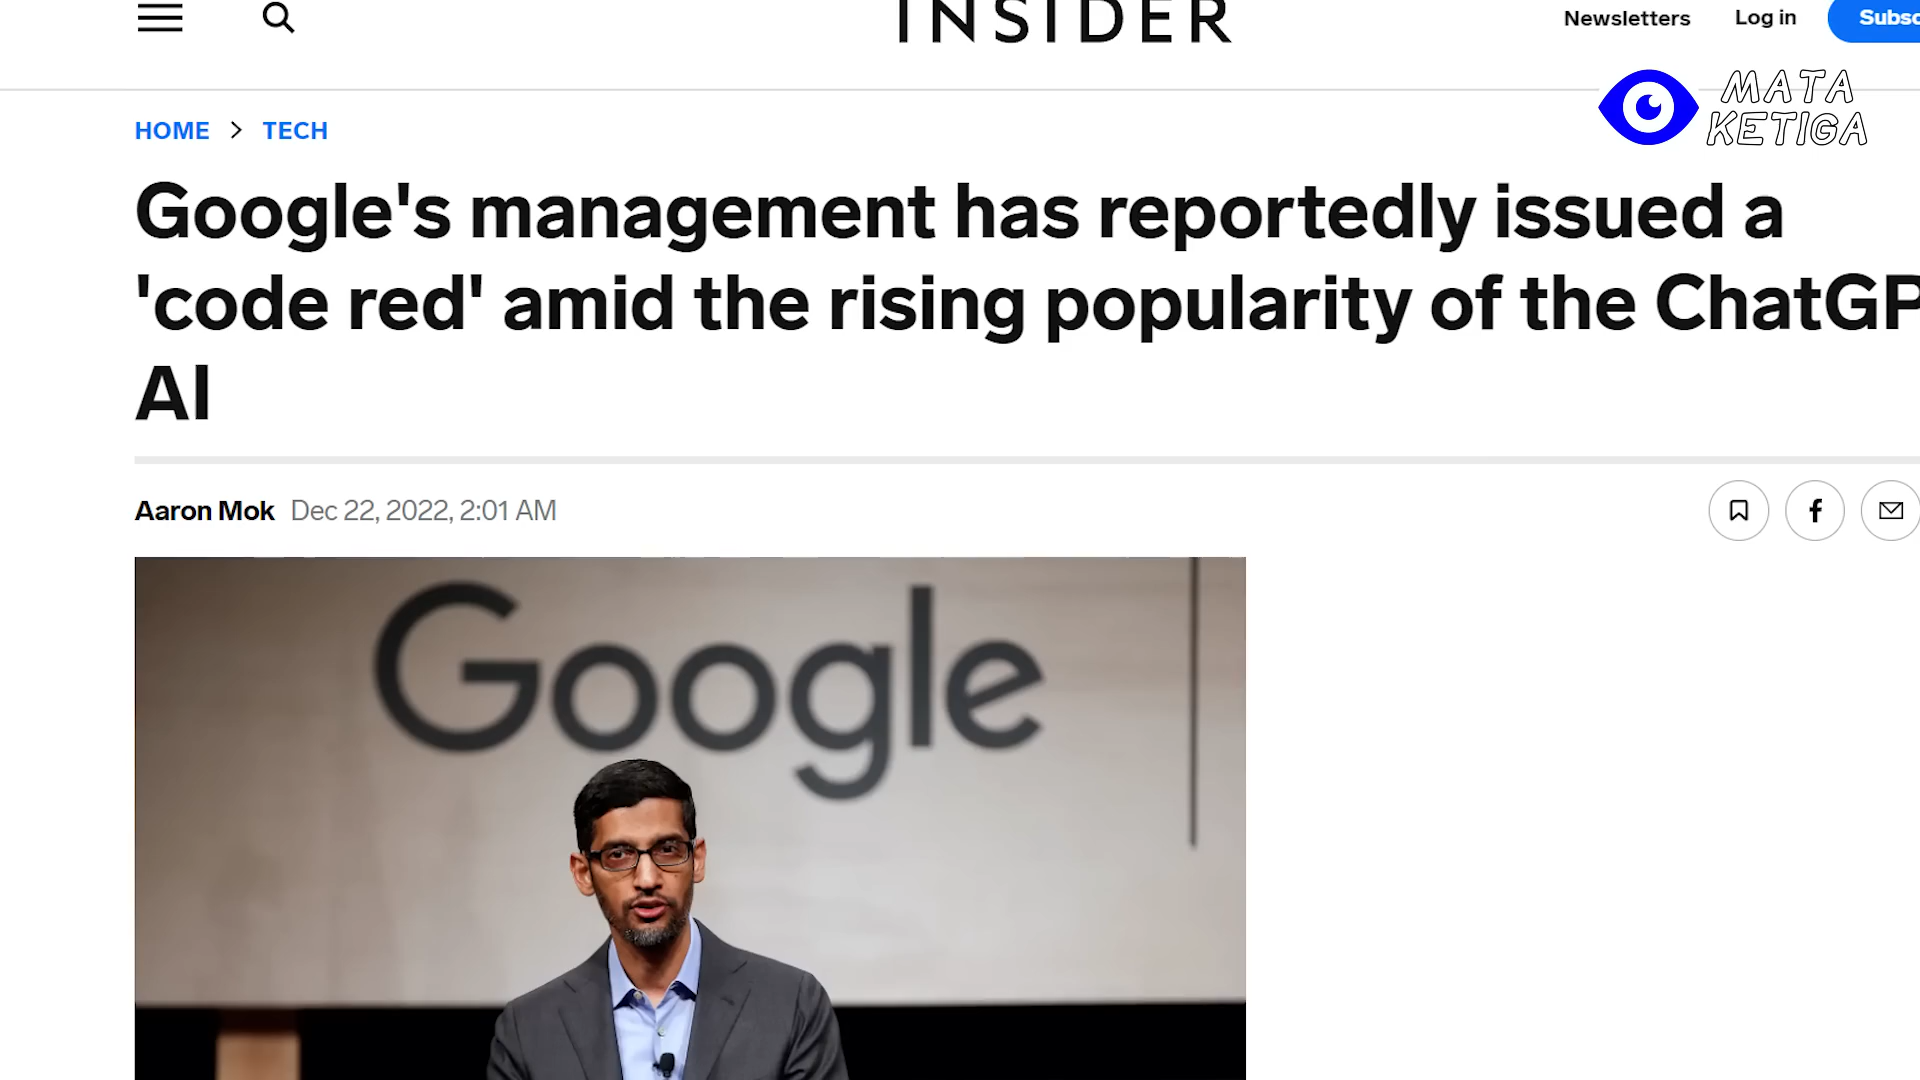 INSIDER
Newsletters
Log in
Subsc
MATA
KETIGA
HOME > TECH
Google's management has reportedly issued a
'code red' amid the rising popularity of the ChatGP
AI
Aaron Mok Dec 22, 2022, 2:01 AM
Google